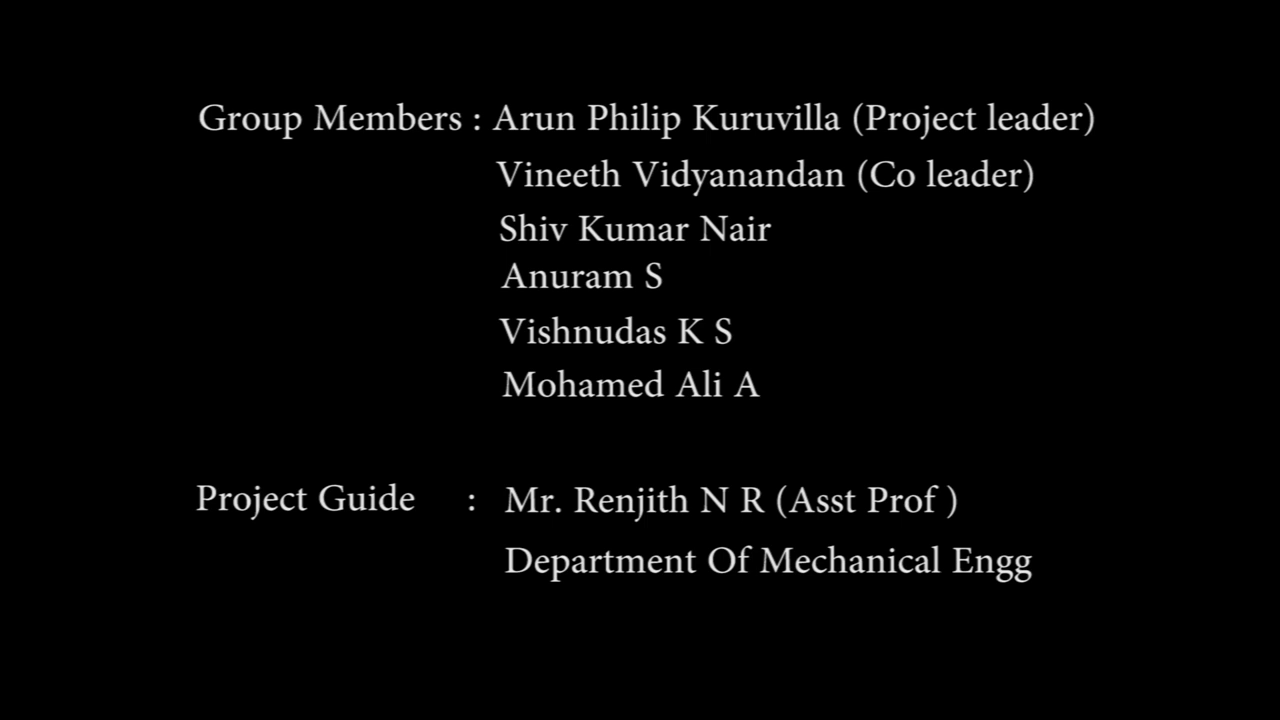 Group Members : Arun Philip Kuruvilla (Project leader)
Vineeth Vidyanandan (Co leader)
Shiv Kumar Nair
Anuram S
Vishnudas K S
Mohamed Ali A
Project Guide : Mr. Renjith N R (Asst Prof )
Department Of Mechanical Engg